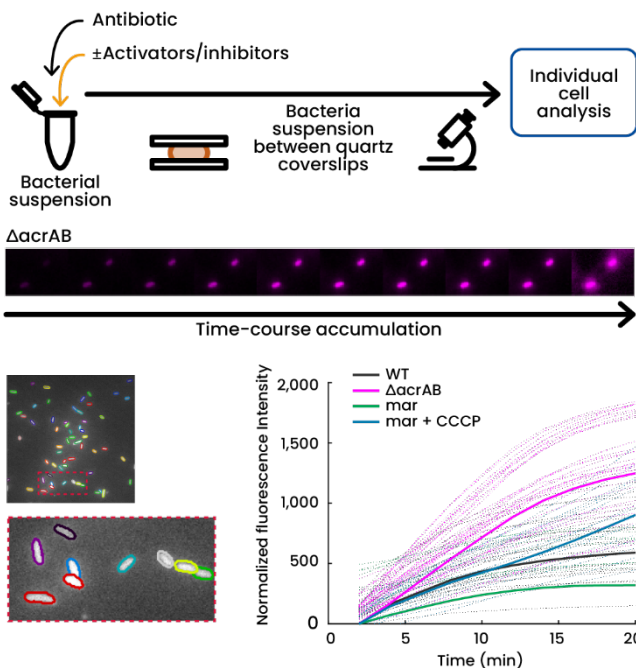 Antibiotic
±Activators/inhibitors
Bacterial
suspension
Bacteria
suspension
between quartz
coverslips
Individual
cell
analysis
ΔacrAB
Time-course accumulation
WT
ΔacrAB
mar
mar + CCCP
Normalized fluorescence Intensity
2,000
1,500
1,000
500
0
5
10
15
20
Time (min)